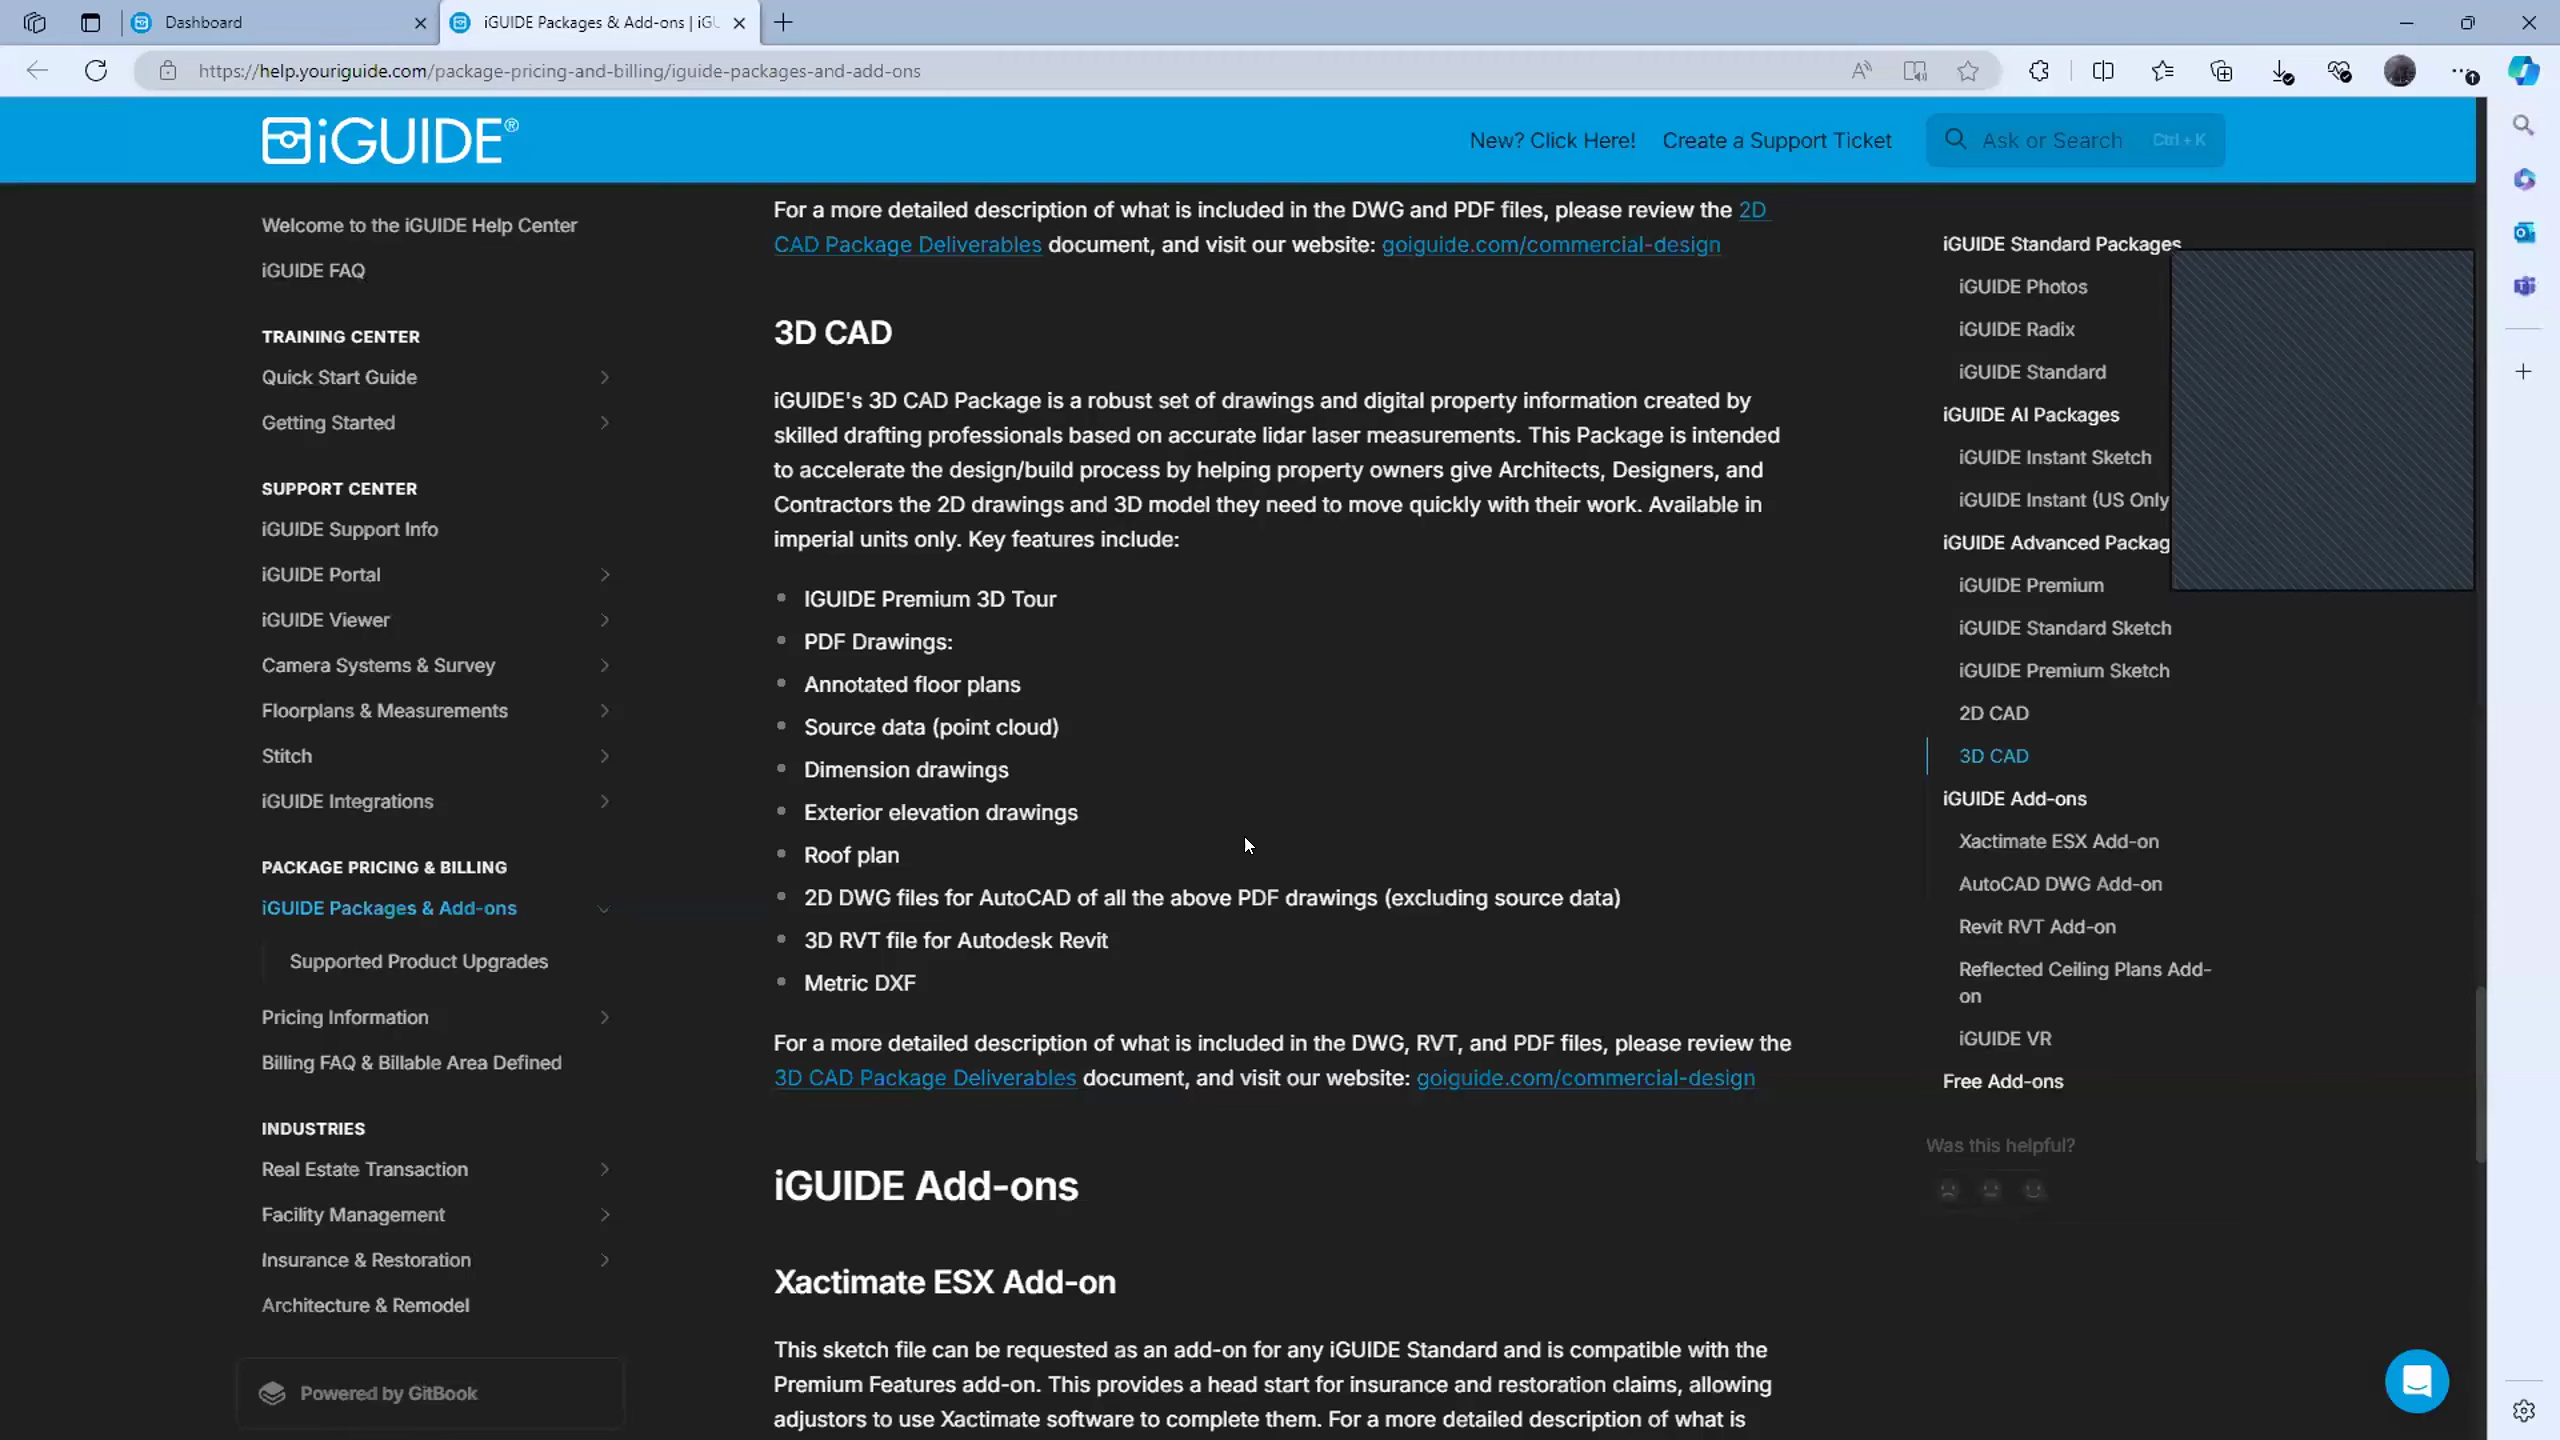 Dashboard
iGUIDE Packages & Add-ons | iGU
https://help.youriguide.com/package-pricing-and-billing/iguide-packages-and-add-ons
iGUIDE®
New? Click Here!
Create a Support Ticket
Ask or Search
Ctrl + K
Welcome to the iGUIDE Help Center
iGUIDE FAQ
TRAINING CENTER
Quick Start Guide
Getting Started
SUPPORT CENTER
iGUIDE Support Info
iGUIDE Portal
iGUIDE Viewer
Camera Systems & Survey
Floorplans & Measurements
Stitch
iGUIDE Integrations
PACKAGE PRICING & BILLING
iGUIDE Packages & Add-ons
Supported Product Upgrades
Pricing Information
Billing FAQ & Billable Area Defined
INDUSTRIES
Real Estate Transaction
Facility Management
Insurance & Restoration
Architecture & Remodel
Powered by GitBook
For a more detailed description of what is included in the DWG and PDF files, please review the 2D
CAD Package Deliverables document, and visit our website: goiguide.com/commercial-design
3D CAD
iGUIDE's 3D CAD Package is a robust set of drawings and digital property information created by
skilled drafting professionals based on accurate lidar laser measurements. This Package is intended
to accelerate the design/build process by helping property owners give Architects, Designers, and
Contractors the 2D drawings and 3D model they need to move quickly with their work. Available in
imperial units only. Key features include:
IGUIDE Premium 3D Tour
PDF Drawings:
Annotated floor plans
Source data (point cloud)
Dimension drawings
Exterior elevation drawings
Roof plan
2D DWG files for AutoCAD of all the above PDF drawings (excluding source data)
3D RVT file for Autodesk Revit
Metric DXF
For a more detailed description of what is included in the DWG, RVT, and PDF files, please review the
3D CAD Package Deliverables document, and visit our website: goiguide.com/commercial-design
iGUIDE Add-ons
Xactimate ESX Add-on
This sketch file can be requested as an add-on for any iGUIDE Standard and is compatible with the
Premium Features add-on. This provides a head start for insurance and restoration claims, allowing
adjustors to use Xactimate software to complete them. For a more detailed description of what is
iGUIDE Standard Packages
iGUIDE Photos
iGUIDE Radix
iGUIDE Standard
iGUIDE AI Packages
iGUIDE Instant Sketch
iGUIDE Instant (US Only
iGUIDE Advanced Packag
iGUIDE Premium
iGUIDE Standard Sketch
iGUIDE Premium Sketch
2D CAD
3D CAD
iGUIDE Add-ons
Xactimate ESX Add-on
AutoCAD DWG Add-on
Revit RVT Add-on
Reflected Ceiling Plans Add-
on
iGUIDE VR
Free Add-ons
Was this helpful?